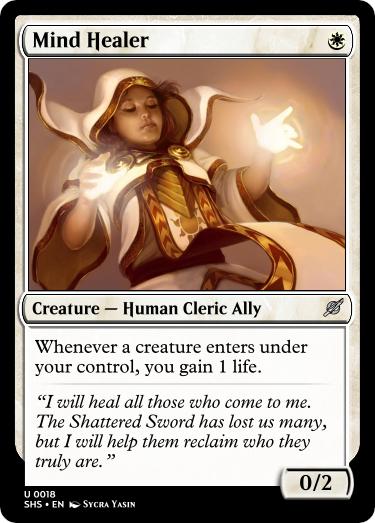 Mind Healer
Creature — Human Cleric Ally
Whenever a creature enters under
your control, you gain 1 life.
“I will heal all those who come to me.
The Shattered Sword has lost us many,
but I will help them reclaim who they
truly are.”
0/2
U 0018
SHS • EN Sycra Yasin